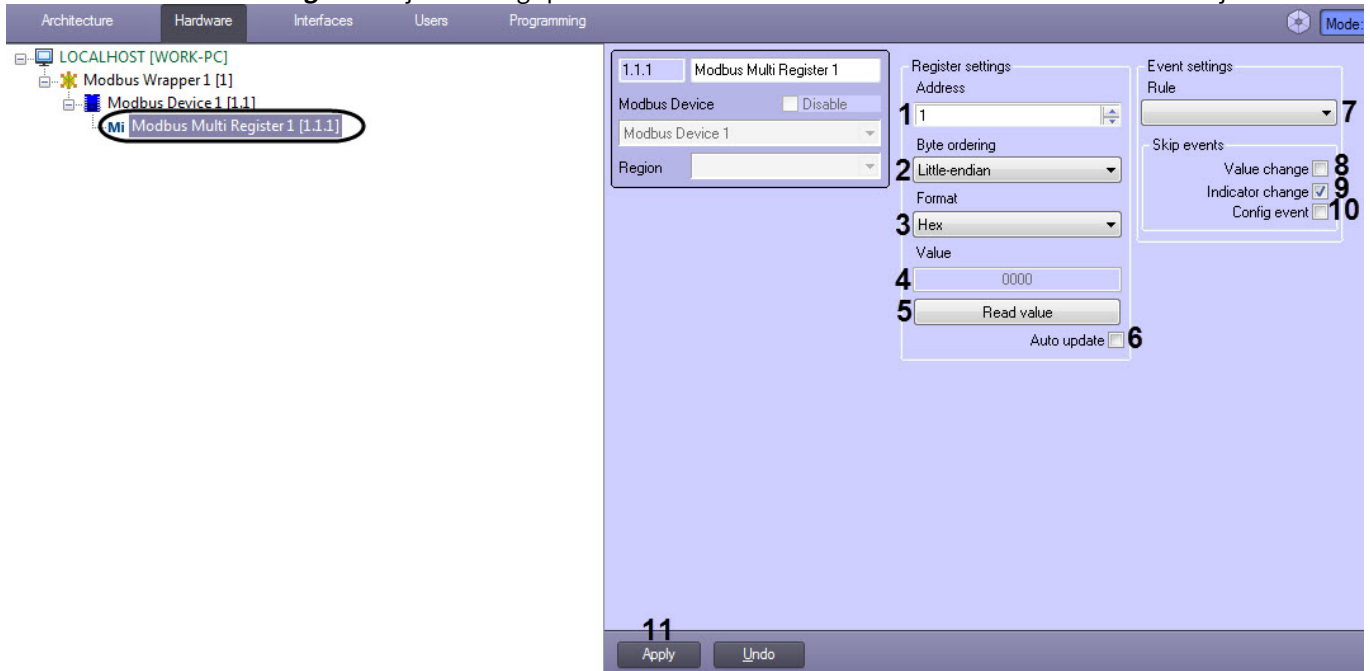 Architecture Hardware Interfaces Users Programming Mode:
LOCALHOST [WORK-PC]
Modbus Wrapper 1 [1]
Modbus Device 1 [1.1]
Mi Modbus Multi Register 1 [1.1.1]
1.1.1 Modbus Multi Register 1
Modbus Device Disable
Modbus Device 1
Region
Register settings
Address
1 1
Byte ordering
2 Little-endian
Format
3 Hex
Value
4 0000
5 Read value
Auto update 6
Event settings
Rule
7
Skip events
Value change 8
Indicator change 9
Config event 10
11
Apply Undo